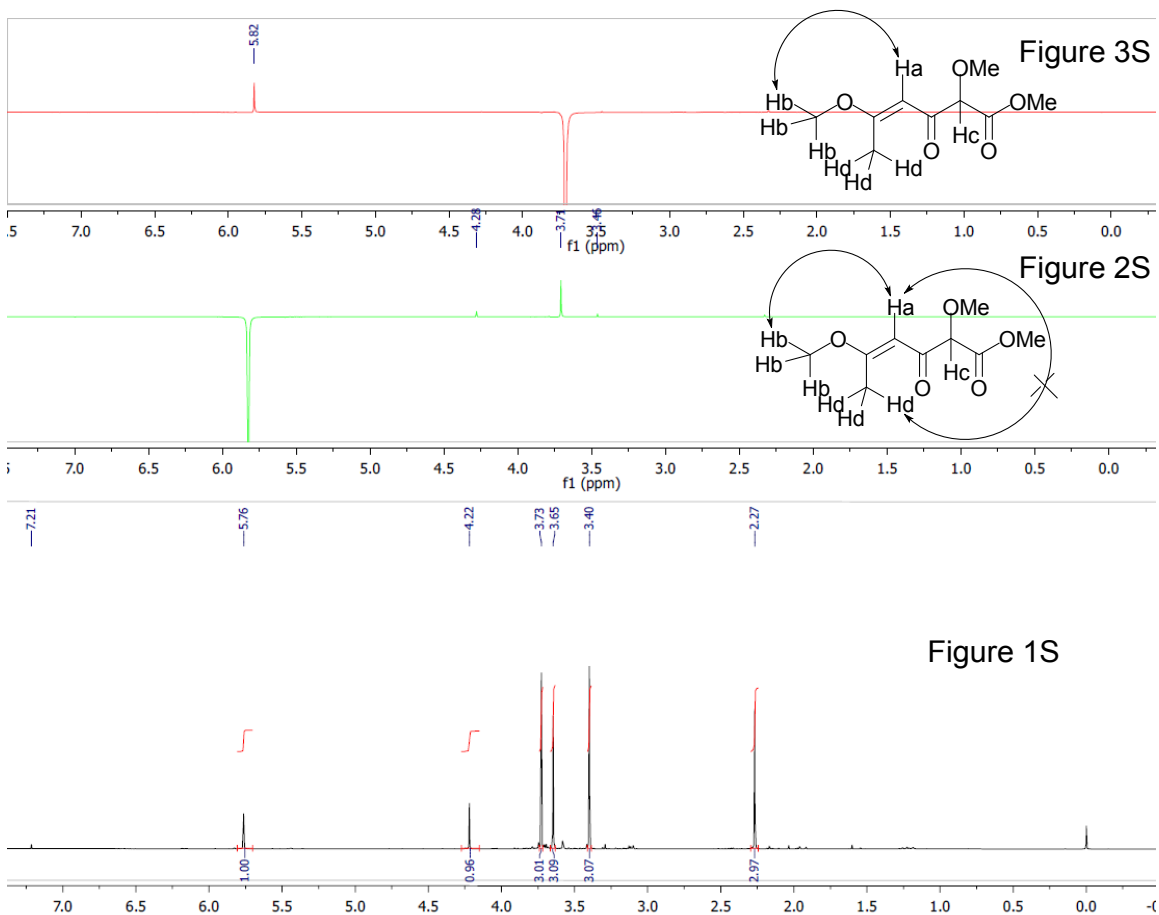 5.82
Figure 3S
Ha
OMe
Hb
O
OMe
Hb
Hb
Hc
Hd
Hd
O
O
Hd
.5 7.0 6.5 6.0 5.5 5.0 4.5 4.0 3.5 3.0 2.5 2.0 1.5 1.0 0.5 0.0
f1 (ppm)
4.28
3.71
3.46
Figure 2S
Ha
OMe
Hb
O
OMe
Hb
Hc
Hb
O
O
Hd
Hd
Hd
5 7.0 6.5 6.0 5.5 5.0 4.5 4.0 3.5 3.0 2.5 2.0 1.5 1.0 0.5 0.0
f1 (ppm)
7.21
5.76
4.22
3.73
3.65
3.40
2.27
Figure 1S
1.00
0.96
3.01
3.09
3.07
2.97
7.0 6.5 6.0 5.5 5.0 4.5 4.0 3.5 3.0 2.5 2.0 1.5 1.0 0.5 0.0 -0